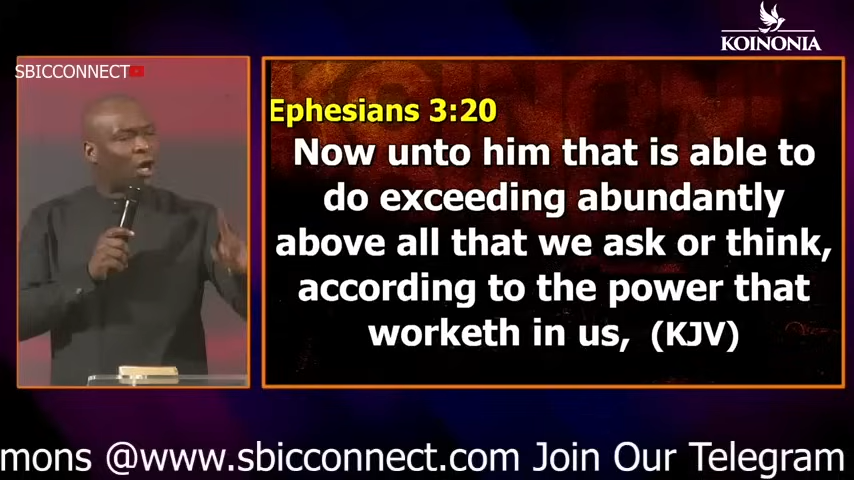 KOINONIA
SBICCONNECT
Ephesians 3:20
Now unto him that is able to
do exceeding abundantly
above all that we ask or think,
according to the power that
worketh in us, (KJV)
mons @www.sbicconnect.com Join Our Telegram